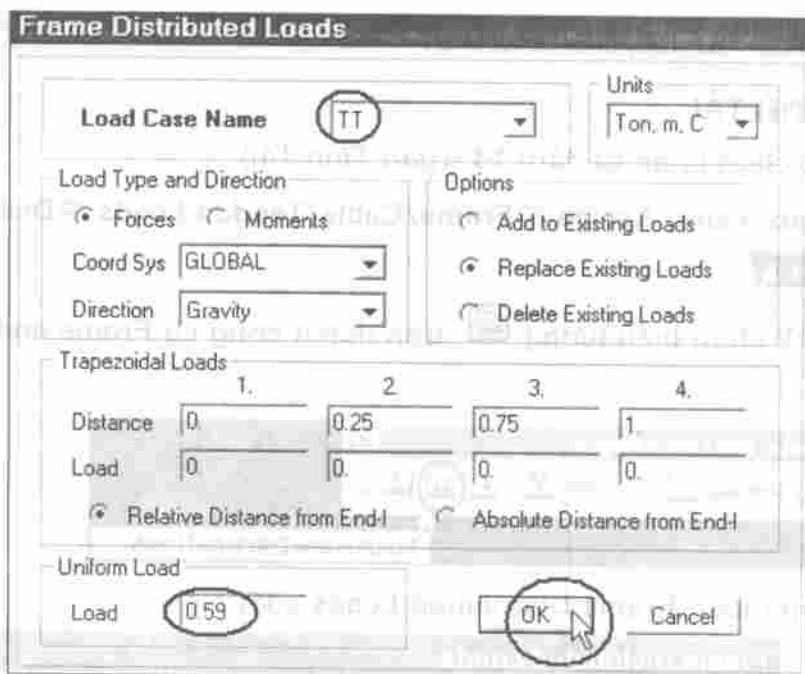 Frame Distributed Loads
Units
Load Case Name TT Ton, m, C
Load Type and Direction Options
Forces Moments Add to Existing Loads
Coord Sys GLOBAL Replace Existing Loads
Direction Gravity Delete Existing Loads
Trapezoidal Loads
1. 2. 3. 4.
Distance 0. 0.25 0.75 1.
Load 0. 0. 0. 0.
Relative Distance from End-I Absolute Distance from End-I
Uniform Load
Load 0.59 OK Cancel